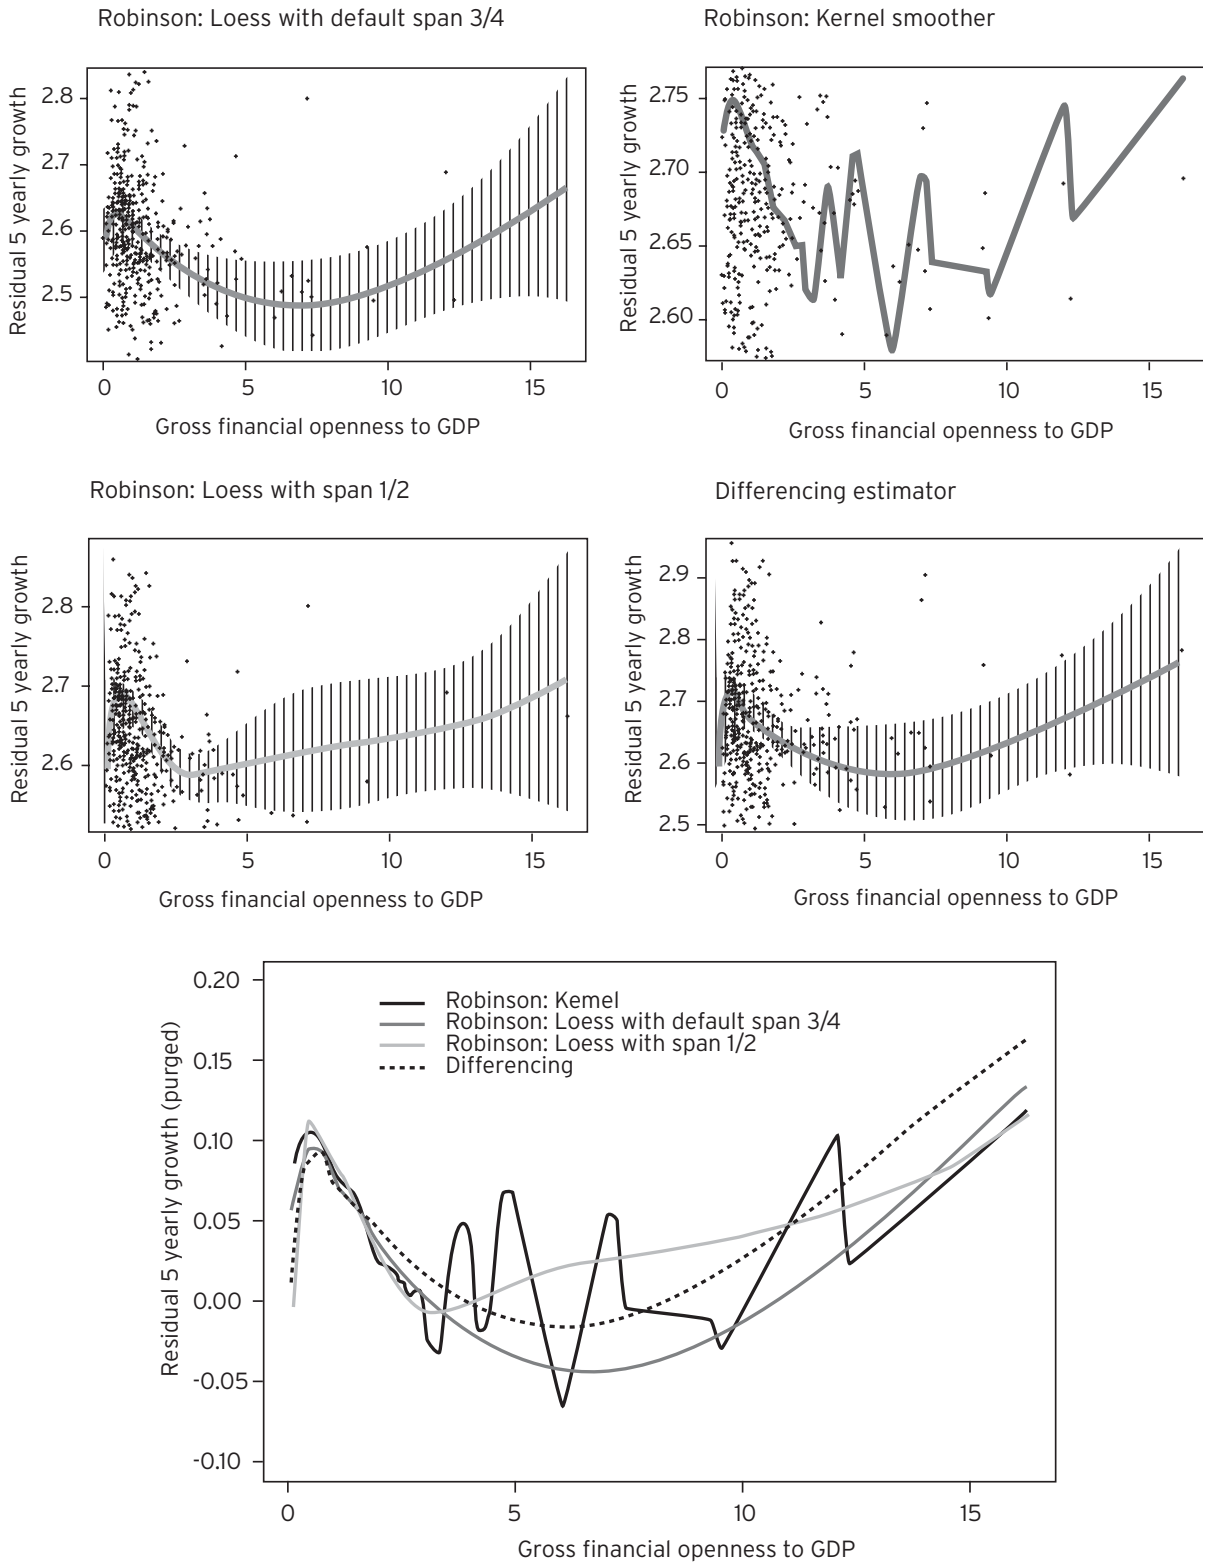 Robinson: Loess with default span 3/4
Residual 5 yearly growth
2.8
2.7
2.6
2.5
0 5 10 15
Gross financial openness to GDP
Robinson: Kernel smoother
Residual 5 yearly growth
2.75
2.70
2.65
2.60
0 5 10 15
Gross financial openness to GDP
Robinson: Loess with span 1/2
Residual 5 yearly growth
2.8
2.7
2.6
0 5 10 15
Gross financial openness to GDP
Differencing estimator
Residual 5 yearly growth
2.9
2.8
2.7
2.6
2.5
0 5 10 15
Gross financial openness to GDP
Residual 5 yearly growth (purged)
0.20
0.15
0.10
0.05
0.00
-0.05
-0.10
Robinson: Kemel
Robinson: Loess with default span 3/4
Robinson: Loess with span 1/2
Differencing
0 5 10 15
Gross financial openness to GDP